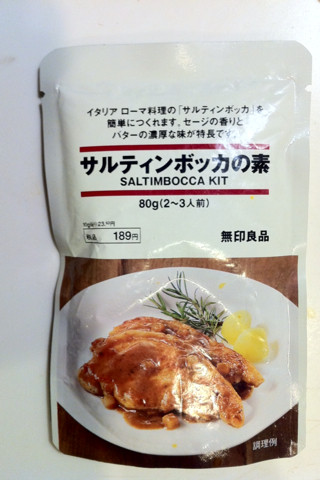 イタリア ローマ料理の「サルティンボッカ」を
簡単につくれます。セージの香りと
バターの濃厚な味が特長です。
サルティンボッカの素
SALTIMBOCCA KIT
80g(2〜3人前)
189円
無印良品
調理例